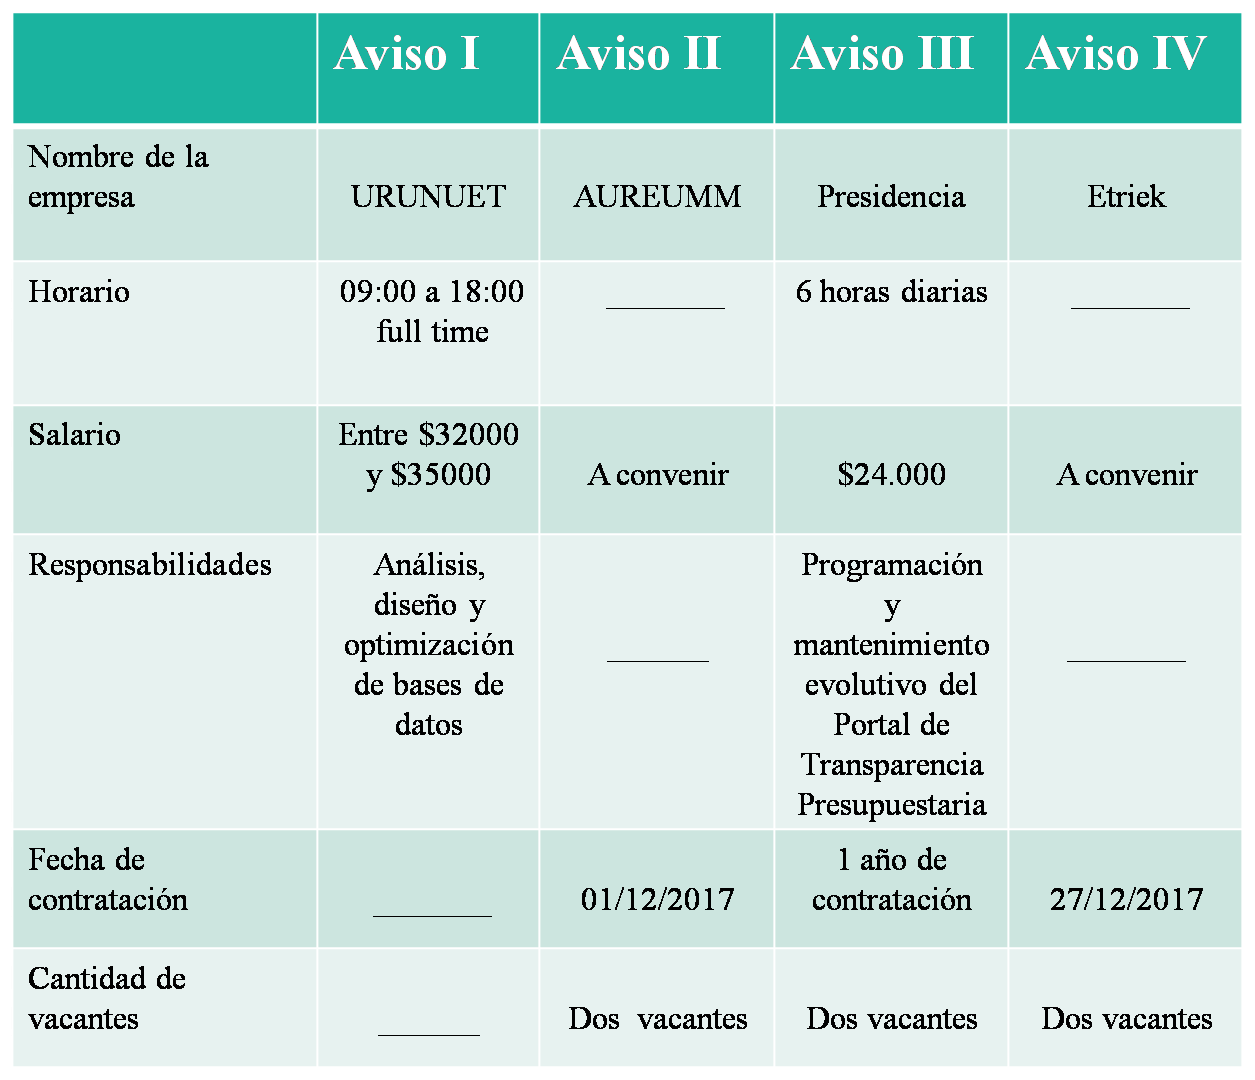 Aviso I Aviso II Aviso III Aviso IV
Nombre de la
empresa
URUNUET AUREUMM Presidencia Etriek
Horario
09:00 a 18:00
full time
________
6 horas diarias
________
Salario
Entre $32000
y $35000
A convenir
$24.000
A convenir
Responsabilidades
Análisis,
diseño y
optimización
de bases de
datos
______
Programación
y
mantenimiento
evolutivo del
Portal de
Transparencia
Presupuestaria
_______
Fecha de
contratación
_______
01/12/2017
1 año de
contratación
27/12/2017
Cantidad de
vacantes
______
Dos vacantes
Dos vacantes
Dos vacantes